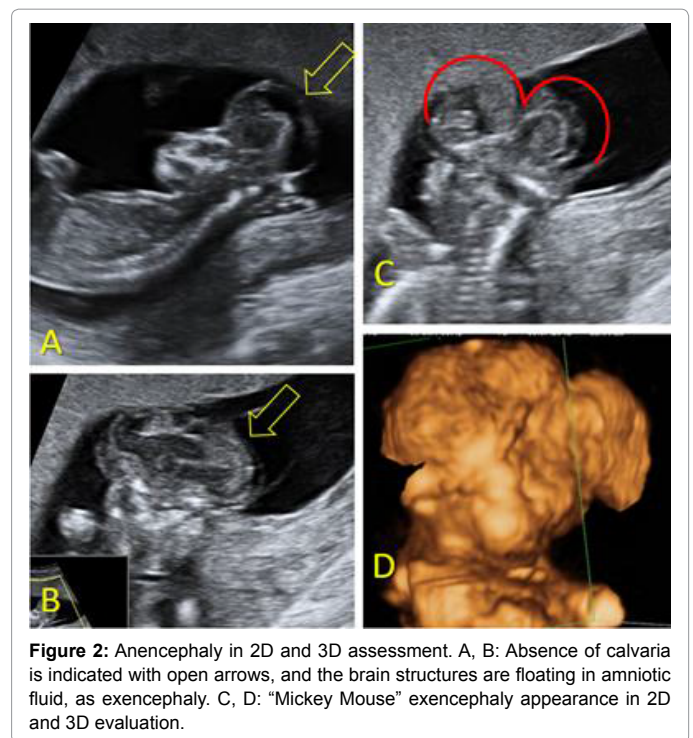 A
C
B
D
Figure 2: Anencephaly in 2D and 3D assessment. A, B: Absence of calvaria
is indicated with open arrows, and the brain structures are floating in amniotic
fluid, as exencephaly. C, D: “Mickey Mouse” exencephaly appearance in 2D
and 3D evaluation.